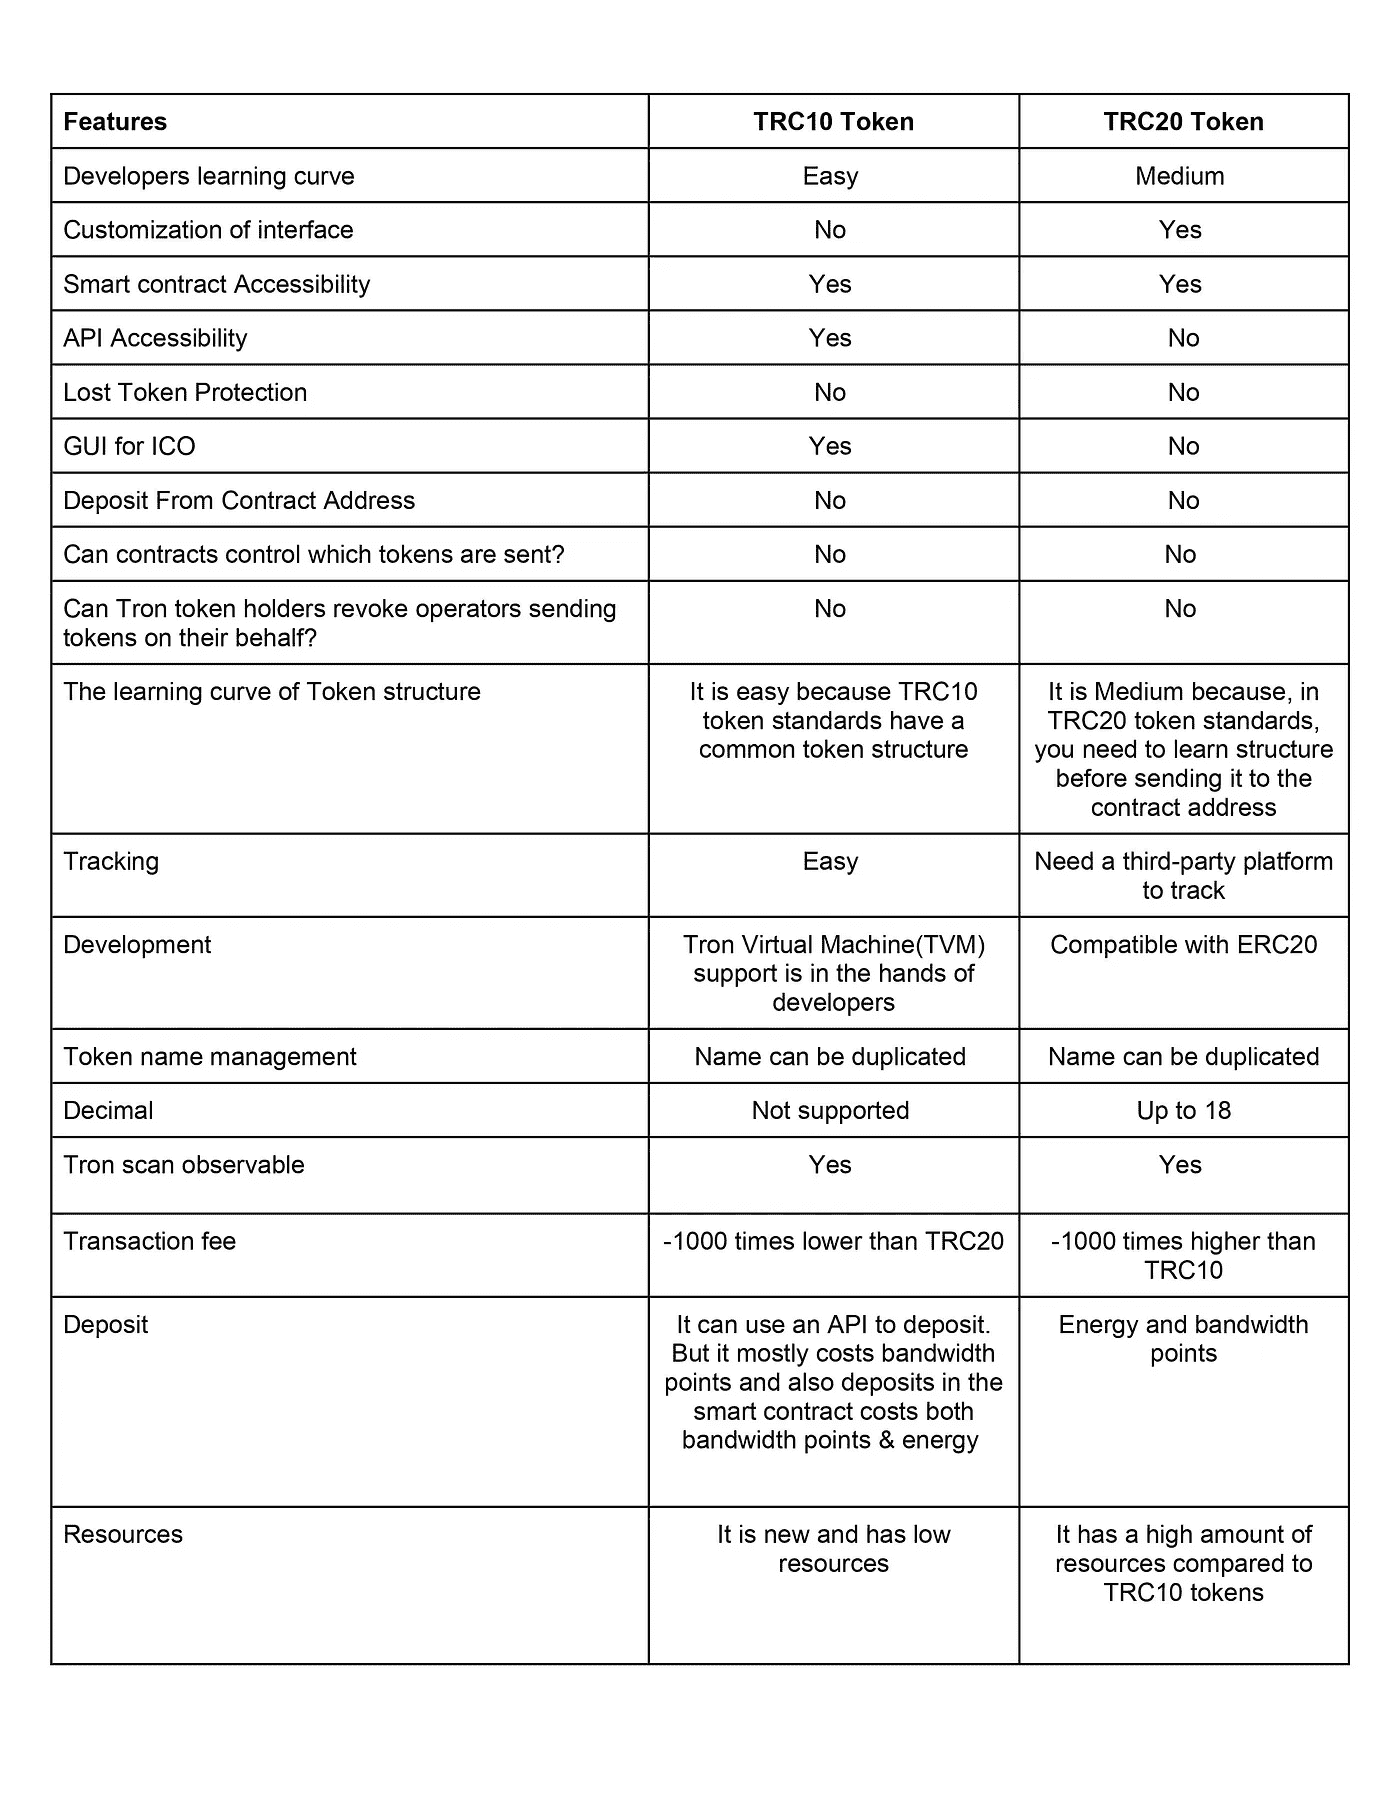 Features TRC10 Token TRC20 Token
Developers learning curve Easy Medium
Customization of interface No Yes
Smart contract Accessibility Yes Yes
API Accessibility Yes No
Lost Token Protection No No
GUI for ICO Yes No
Deposit From Contract Address No No
Can contracts control which tokens are sent? No No
Can Tron token holders revoke operators sending
tokens on their behalf?
No
No
The learning curve of Token structure
It is easy because TRC10
token standards have a
common token structure
It is Medium because, in
TRC20 token standards,
you need to learn structure
before sending it to the
contract address
Tracking
Easy
Need a third-party platform
to track
Development
Tron Virtual Machine(TVM)
support is in the hands of
developers
Compatible with ERC20
Token name management Name can be duplicated Name can be duplicated
Decimal Not supported Up to 18
Tron scan observable Yes Yes
Transaction fee
-1000 times lower than TRC20
-1000 times higher than
TRC10
Deposit
It can use an API to deposit.
But it mostly costs bandwidth
points and also deposits in the
smart contract costs both
bandwidth points & energy
Energy and bandwidth
points
Resources
It is new and has low
resources
It has a high amount of
resources compared to
TRC10 tokens